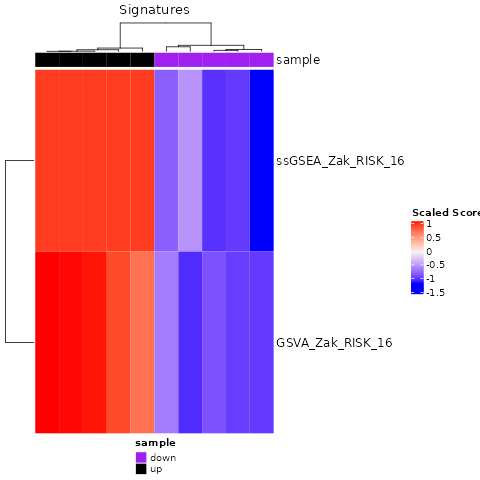 Signatures
sample
ssGSEA_Zak_RISK_16
Scaled Score
1
0.5
0
-0.5
-1
-1.5
GSVA_Zak_RISK_16
sample
down
up